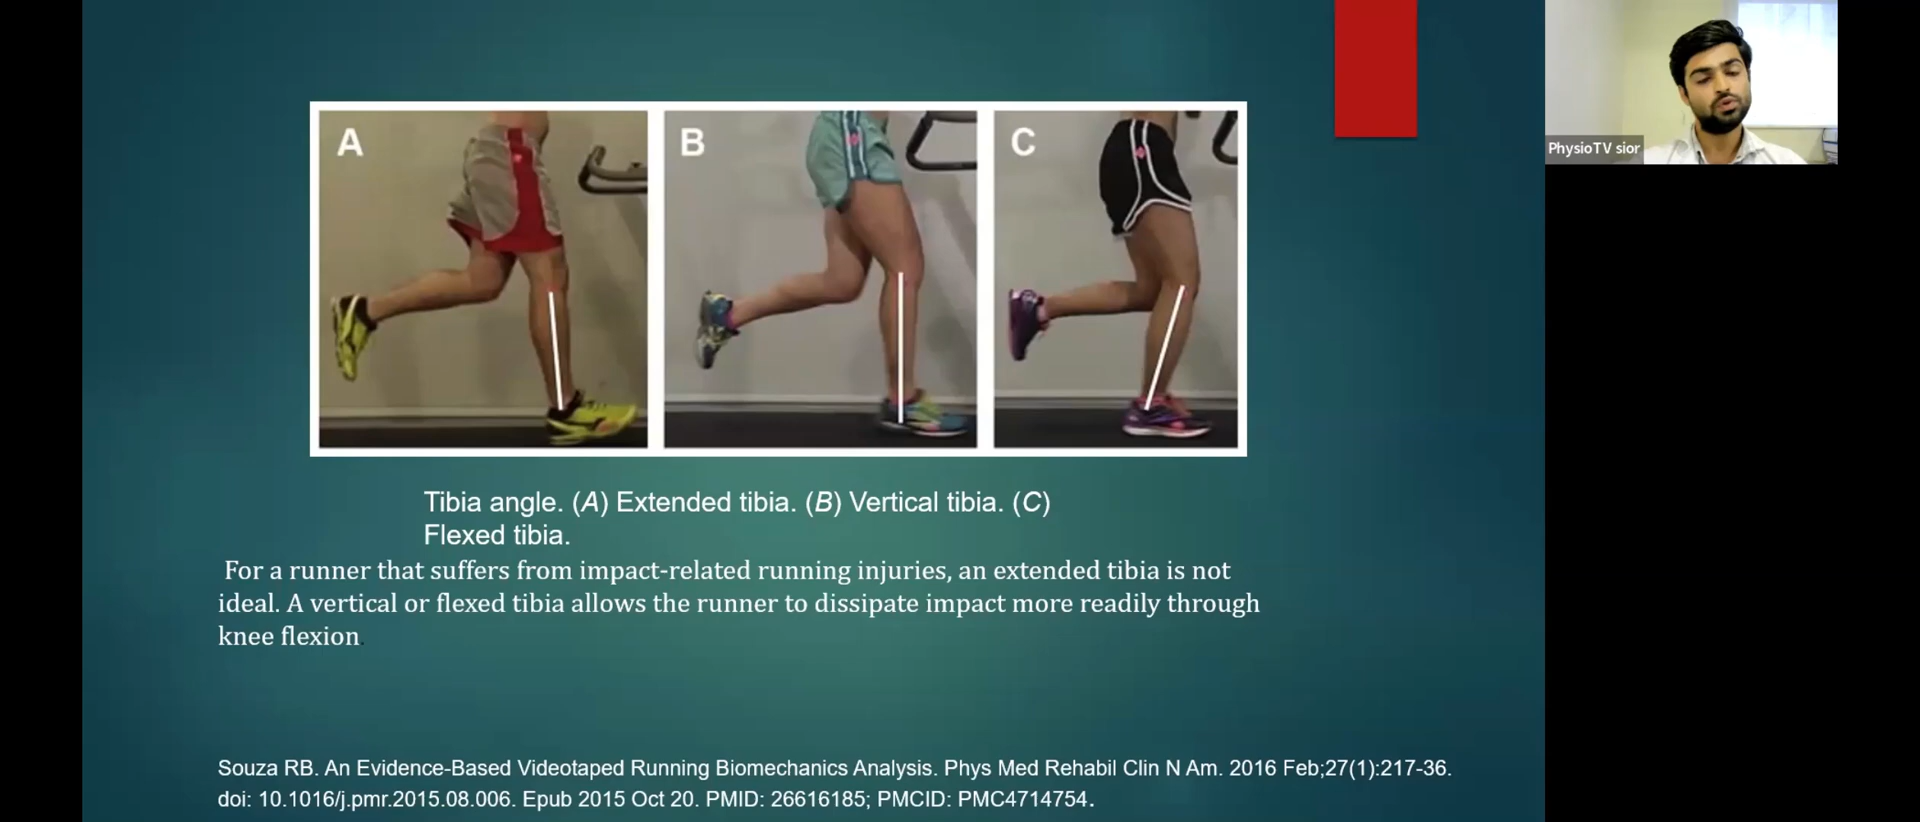 A
B
C
PhysioTV sior
Tibia angle. (A) Extended tibia. (B) Vertical tibia. (C)
Flexed tibia.
For a runner that suffers from impact-related running injuries, an extended tibia is not
ideal. A vertical or flexed tibia allows the runner to dissipate impact more readily through
knee flexion
Souza RB. An Evidence-Based Videotaped Running Biomechanics Analysis. Phys Med Rehabil Clin N Am. 2016 Feb;27(1):217-36.
doi: 10.1016/j.pmr.2015.08.006. Epub 2015 Oct 20. PMID: 26616185; PMCID: PMC4714754.